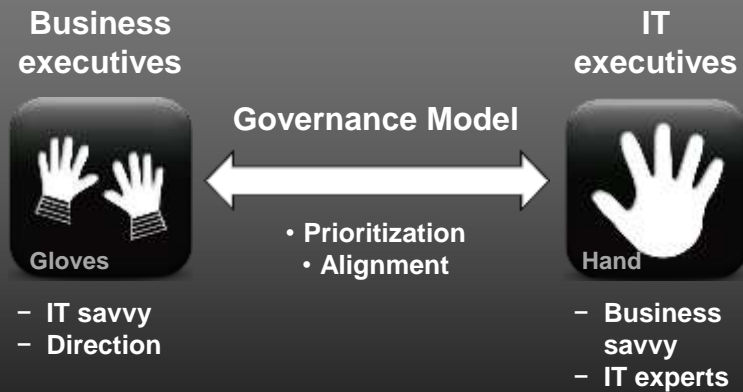 Business
executives
IT
executives
Governance Model
Gloves
Hand
• Prioritization
• Alignment
− IT savvy
− Direction
− Business
savvy
− IT experts